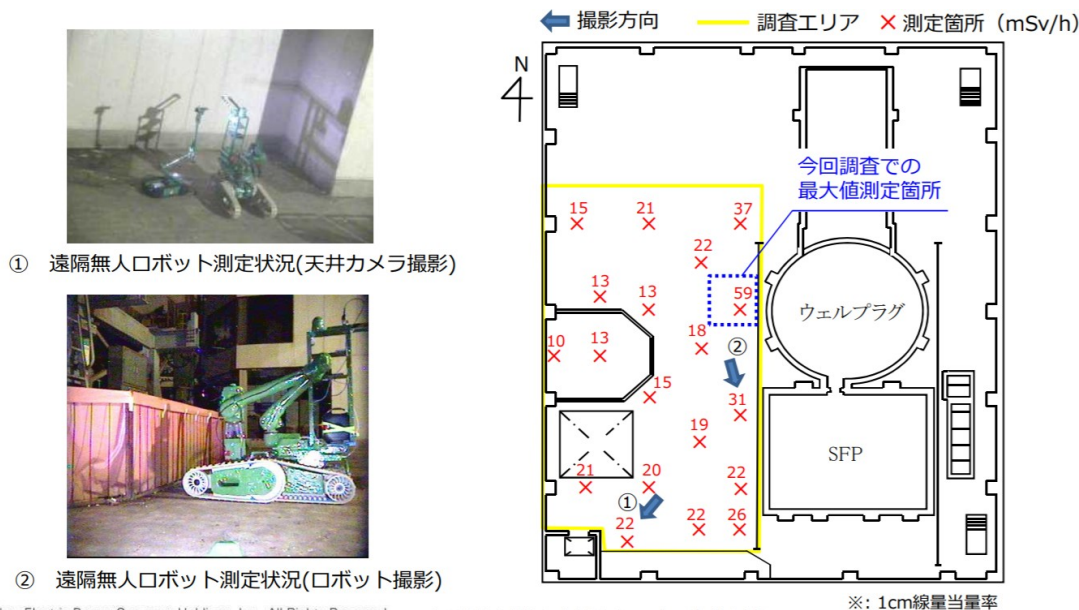 撮影方向 調査エリア × 測定箇所（mSv/h）
N
今回調査での
最大値測定箇所
15 21 37
22
13 13 59
ウェルプラグ
10 13 18
②
15 31
19
SFP
21 20 22
①
22 22 26
① 遠隔無人ロボット測定状況(天井カメラ撮影)
② 遠隔無人ロボット測定状況(ロボット撮影)
※: 1cm線量当量率